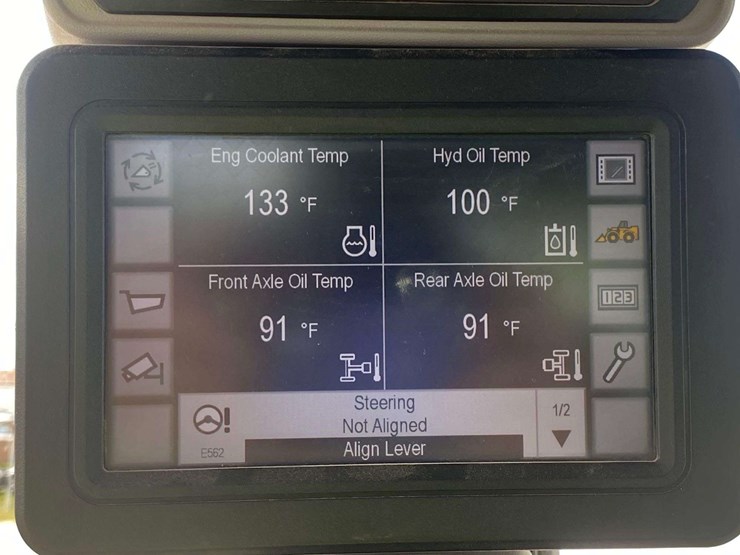 Eng Coolant Temp
133 °F
Hyd Oil Temp
100 °F
Front Axle Oil Temp
91 °F
Rear Axle Oil Temp
91 °F
123
Steering
Not Aligned
Align Lever
E562
1/2